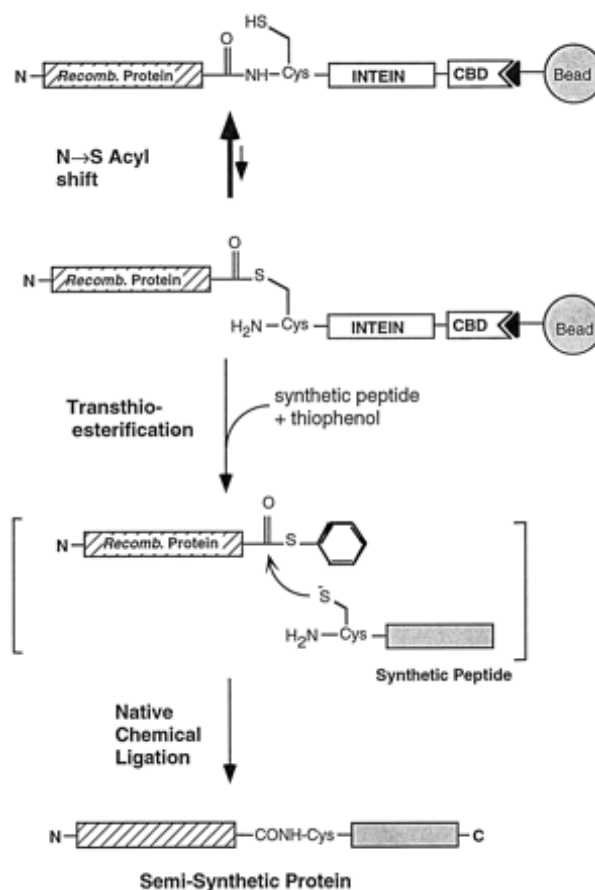 HS
O
N Recomb. Protein NH Cys INTEIN CBD Bead
N→S Acyl
shift
O
N Recomb. Protein S
H2N Cys INTEIN CBD Bead
Transthio-
esterification
synthetic peptide
+ thiophenol
O
N Recomb. Protein S
-S
H2N Cys
Synthetic Peptide
Native
Chemical
Ligation
N CONH-Cys C
Semi-Synthetic Protein